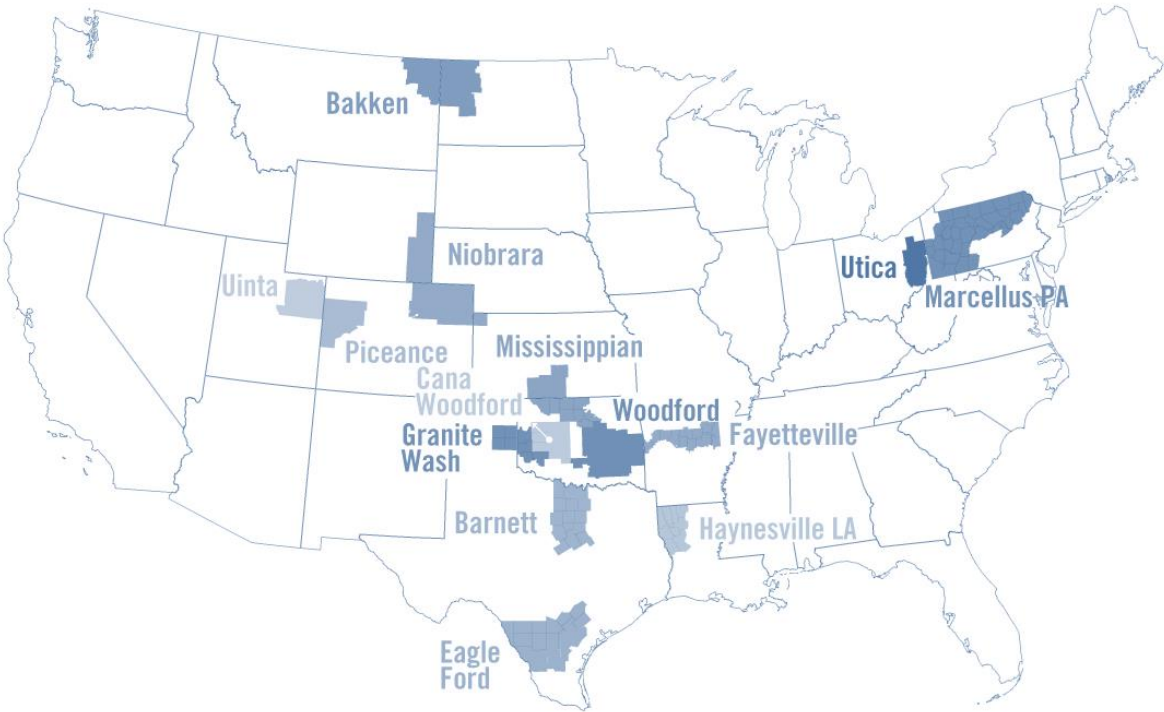 Bakken
Niobrara
Uinta
Utica
Marcellus PA
Piceance
Mississippian
Cana
Woodford
Woodford
Granite
Wash
Fayetteville
Barnett
Haynesville LA
Eagle
Ford